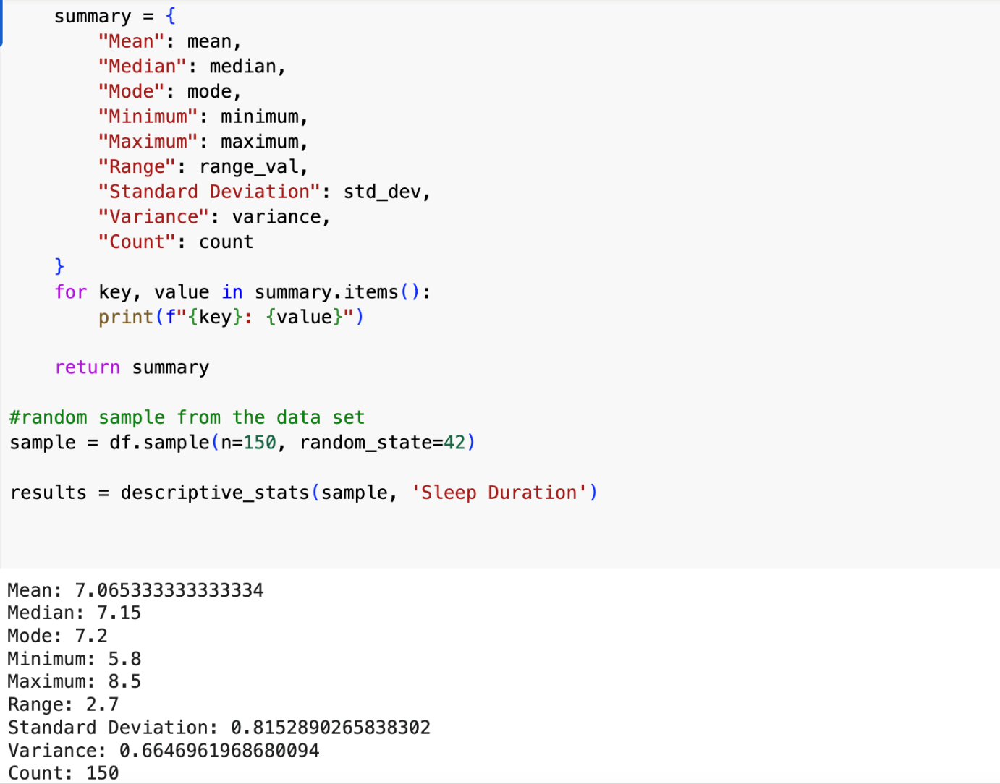 summary = {
"Mean": mean,
"Median": median,
"Mode": mode,
"Minimum": minimum,
"Maximum": maximum,
"Range": range_val,
"Standard Deviation": std_dev,
"Variance": variance,
"Count": count
}
for key, value in summary.items():
print(f"{key}: {value}")
return summary
#random sample from the data set
sample = df.sample(n=150, random_state=42)
results = descriptive_stats(sample, 'Sleep Duration')
Mean: 7.065333333333334
Median: 7.15
Mode: 7.2
Minimum: 5.8
Maximum: 8.5
Range: 2.7
Standard Deviation: 0.8152890265838302
Variance: 0.6646961968680094
Count: 150